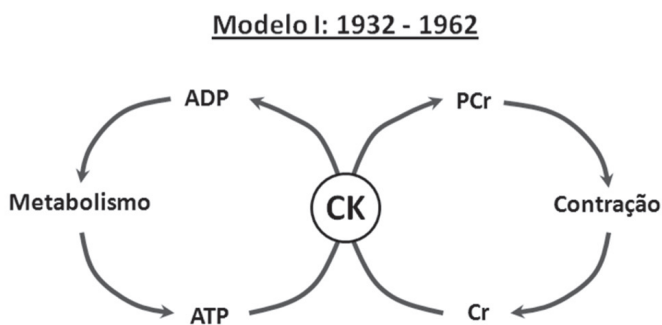 Modelo I: 1932 - 1962
ADP
PCr
Metabolismo
CK
Contração
ATP
Cr